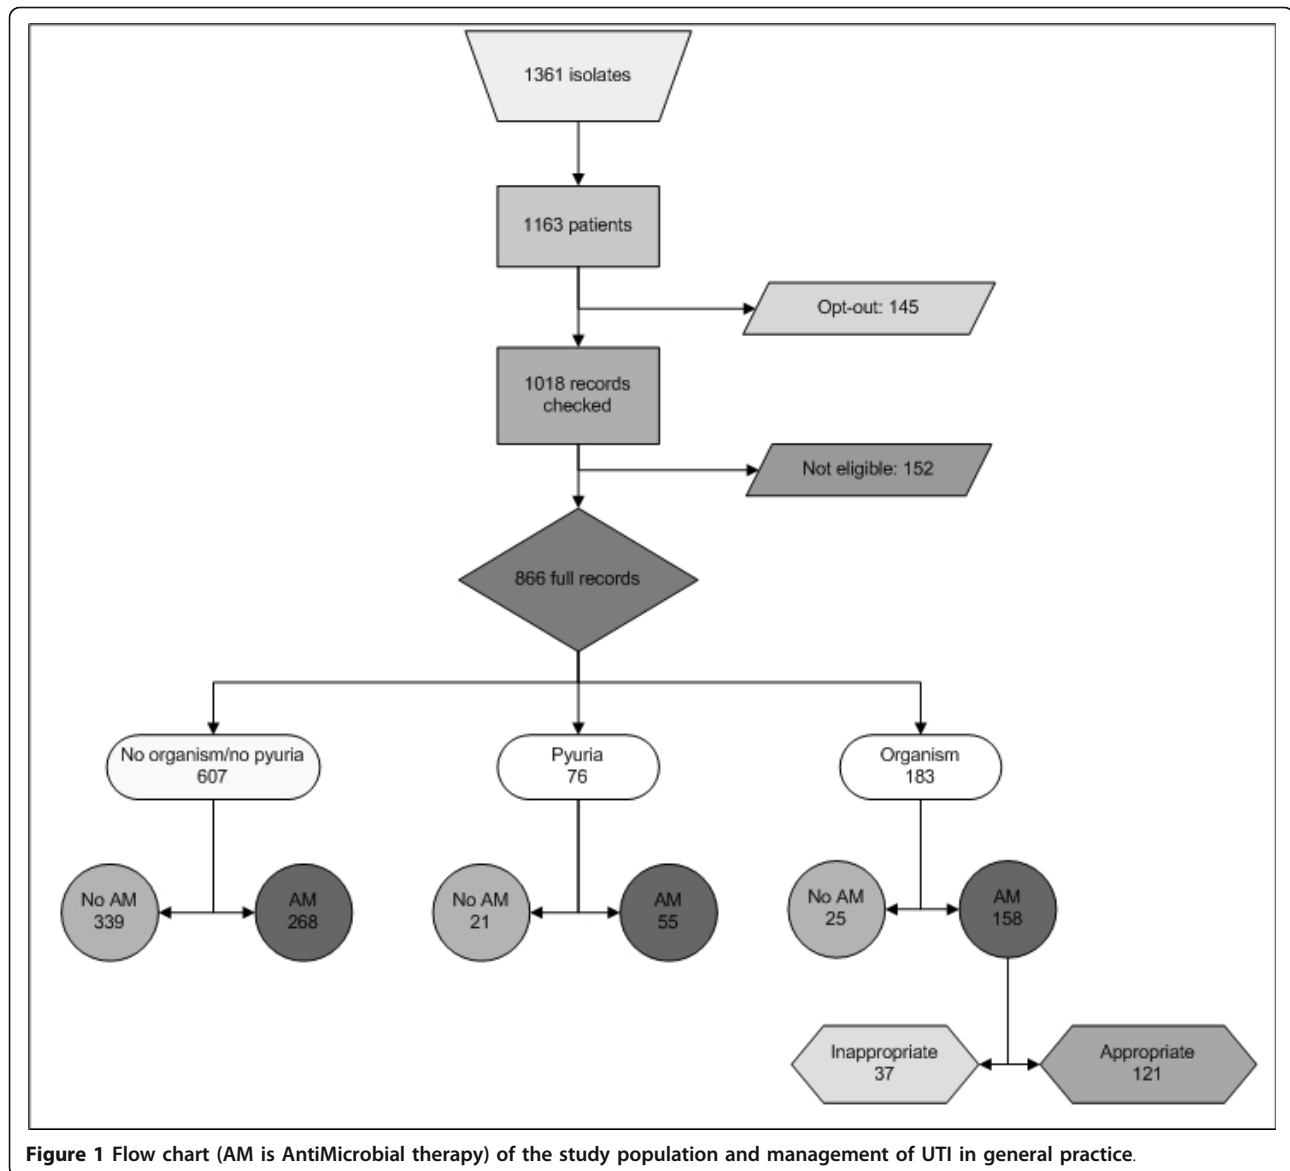 1361 isolates
1163 patients
Opt-out: 145
1018 records
checked
Not eligible: 152
866 full records
No organism/no pyuria
607
Pyuria
76
Organism
183
No AM
339
AM
268
No AM
21
AM
55
No AM
25
AM
158
Inappropriate
37
Appropriate
121
Figure 1 Flow chart (AM is AntiMicrobial therapy) of the study population and management of UTI in general practice.